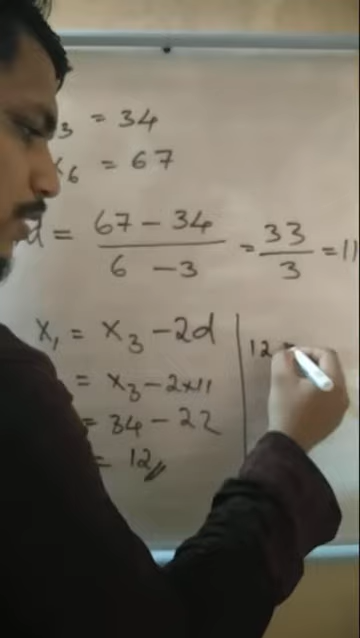 3 = 34
x₆ = 67
d = 67 - 34 / 6 - 3 = 33 / 3 = 11
x₁ = x₃ - 2d
= x₃ - 2×11
= 34 - 22
= 12
12